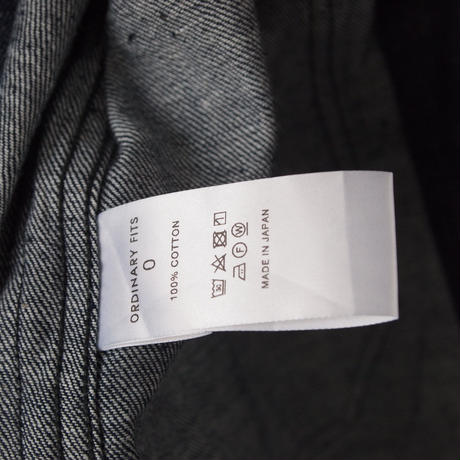 ORDINARY FITS
0
100% COTTON
F W
MADE IN JAPAN